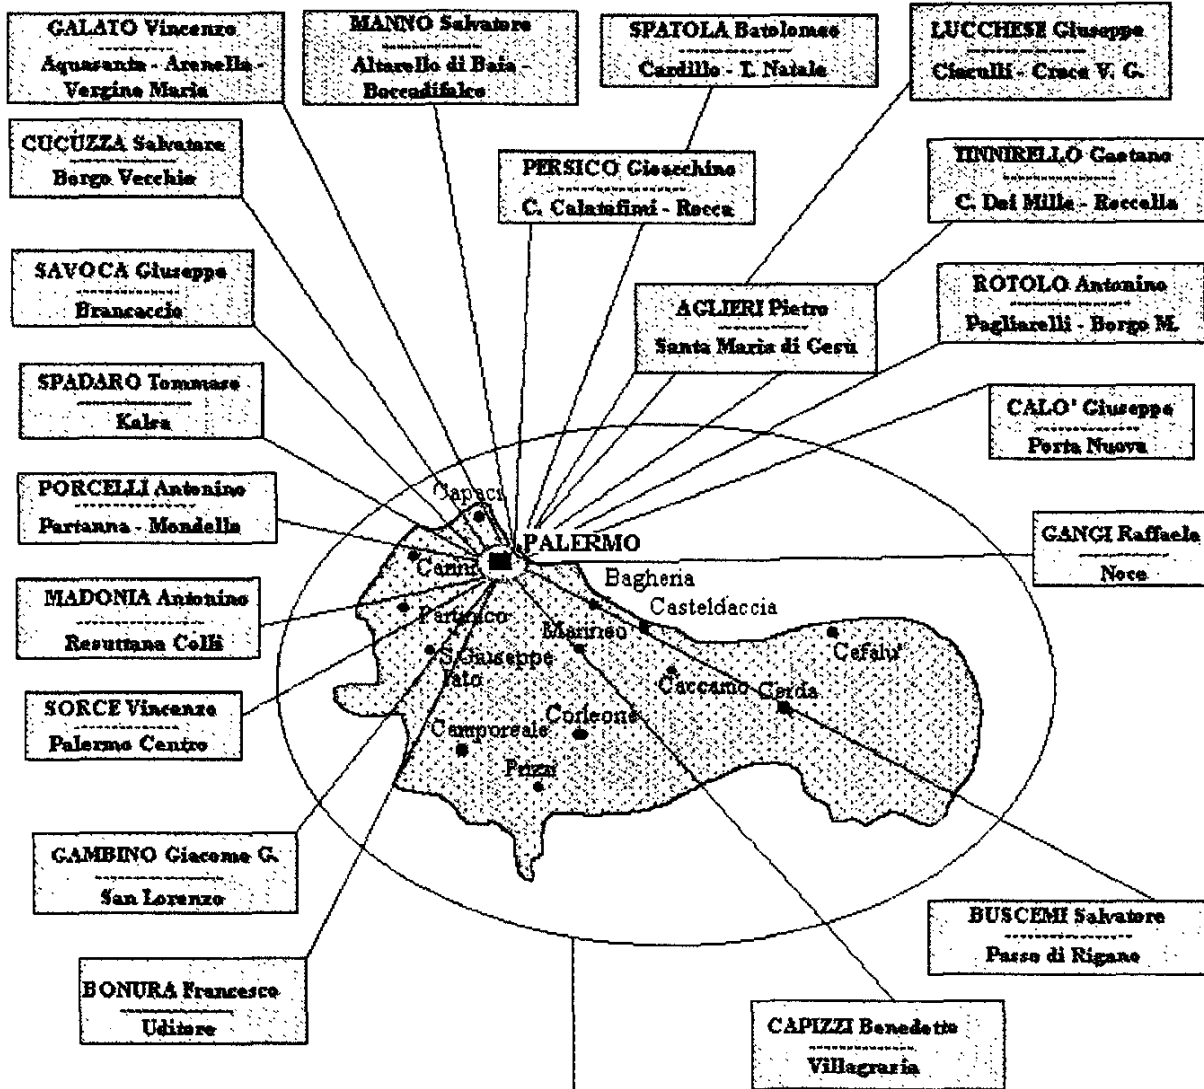 GALATO Vincenzo
Aquasanta - Arenella -
Vergine Maria
MANNO Salvatore
Altarello di Baia -
Boccadifalco
SPATOLA Batolomeo
Cardillo - T. Natale
LUCCHESE Giuseppe
Ciaculli - Croce V. G.
CUCUZZA Salvatore
Borgo Vecchio
PERSICO Gioacchino
C. Calatafimi - Rocca
TINNIRELLO Gaetano
C. Dei Mille - Roccella
SAVOCA Giuseppe
Brancaccio
AGLIERI Pietro
Santa Maria di Gesù
ROTOLO Antonino
Pagliarelli - Borgo M.
SPADARO Tommaso
Kalsa
CALO' Giuseppe
Porta Nuova
PORCELLI Antonino
Partanna - Mondello
Capaci
PALERMO
GANGI Raffaele
Noce
Carini
Bagheria
MADONIA Antonino
Resuttana Colli
Casteldaccia
Partinico
Marineo
S.Giuseppe
Iato
Cefalu'
Caccamo
Cerda
SORCE Vincenzo
Palermo Centro
Corleone
Camporeale
Prizzi
GAMBINO Giacomo G.
San Lorenzo
BUSCEMI Salvatore
Passo di Rigano
BONURA Francesco
Uditore
CAPIZZI Benedetto
Villagrazia